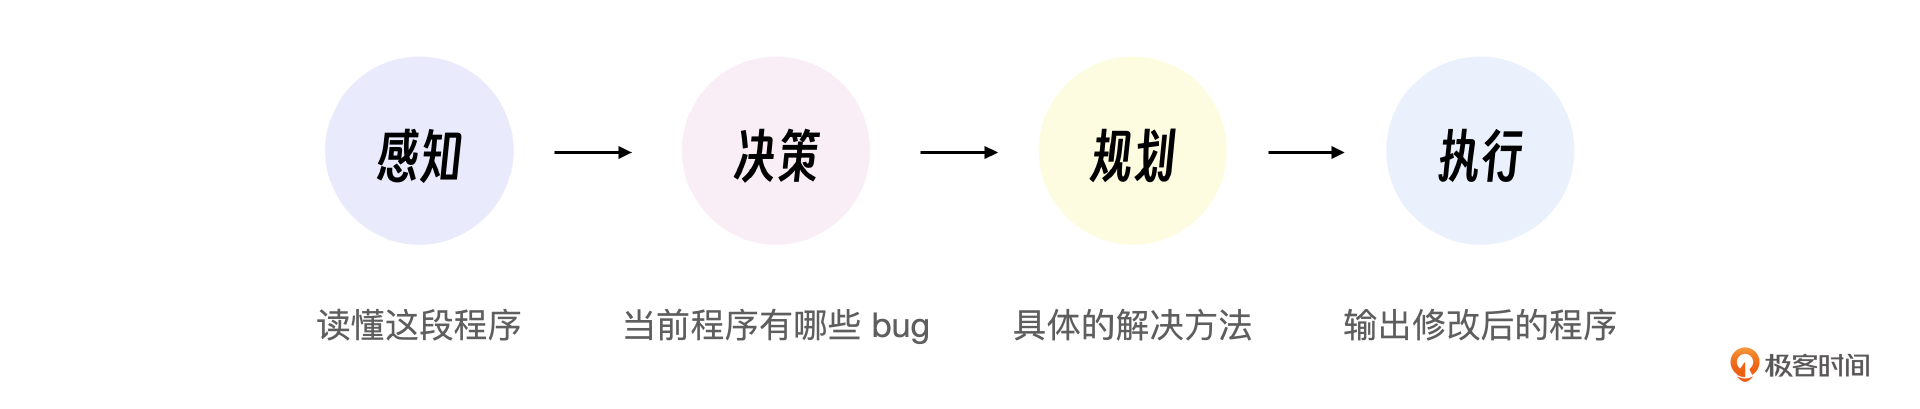 感知
决策
规划
执行
读懂这段程序
当前程序有哪些 bug
具体的解决方法
输出修改后的程序
极客时间